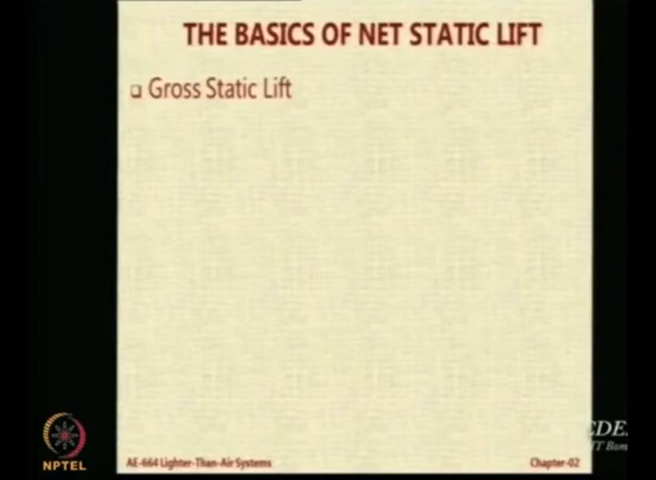 THE BASICS OF NET STATIC LIFT
❑ Gross Static Lift
NPTEL
AE-664 Lighter-Than-Air Systems
Chapter-02